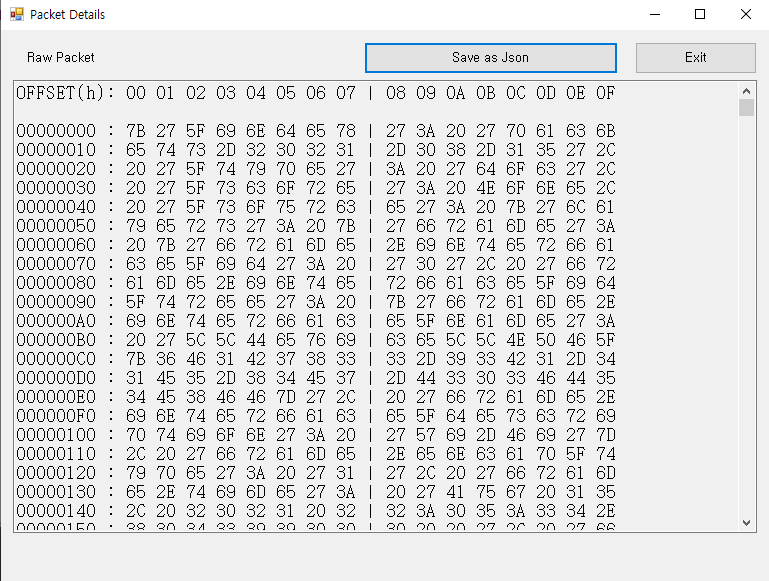 Packet Details
Raw Packet
Save as Json
Exit
OFFSET(h): 00 01 02 03 04 05 06 07 | 08 09 0A 0B 0C 0D 0E 0F
00000000 : 7B 27 5F 69 6E 64 65 78 | 27 3A 20 27 70 61 63 6B
00000010 : 65 74 73 2D 32 30 32 31 | 2D 30 38 2D 31 35 27 2C
00000020 : 20 27 5F 74 79 70 65 27 | 3A 20 27 64 6F 63 27 2C
00000030 : 20 27 5F 73 63 6F 72 65 | 27 3A 20 4E 6F 6E 65 2C
00000040 : 20 27 5F 73 6F 75 72 63 | 65 27 3A 20 7B 27 6C 61
00000050 : 79 65 72 73 27 3A 20 7B | 27 66 72 61 6D 65 27 3A
00000060 : 20 7B 27 66 72 61 6D 65 | 2E 69 6E 74 65 72 66 61
00000070 : 63 65 5F 69 64 27 3A 20 | 27 30 27 2C 20 27 66 72
00000080 : 61 6D 65 2E 69 6E 74 65 | 72 66 61 63 65 5F 69 64
00000090 : 5F 74 72 65 65 27 3A 20 | 7B 27 66 72 61 6D 65 2E
000000A0 : 69 6E 74 65 72 66 61 63 | 65 5F 6E 61 6D 65 27 3A
000000B0 : 20 27 5C 5C 44 65 76 69 | 63 65 5C 5C 4E 50 46 5F
000000C0 : 7B 36 46 31 42 37 38 33 | 33 2D 39 33 42 31 2D 34
000000D0 : 31 45 35 2D 38 34 45 37 | 2D 44 33 30 33 46 44 35
000000E0 : 34 45 38 46 46 7D 27 2C | 20 27 66 72 61 6D 65 2E
000000F0 : 69 6E 74 65 72 66 61 63 | 65 5F 64 65 73 63 72 69
00000100 : 70 74 69 6F 6E 27 3A 20 | 27 57 69 2D 46 69 27 7D
00000110 : 2C 20 27 66 72 61 6D 65 | 2E 65 6E 63 61 70 5F 74
00000120 : 79 70 65 27 3A 20 27 31 | 27 2C 20 27 66 72 61 6D
00000130 : 65 2E 74 69 6D 65 27 3A | 20 27 41 75 67 20 31 35
00000140 : 2C 20 32 30 32 31 20 32 | 32 3A 30 35 3A 33 34 2E
00000150 : 38 30 34 33 39 39 30 30 | 30 20 20 27 2C 20 27 66